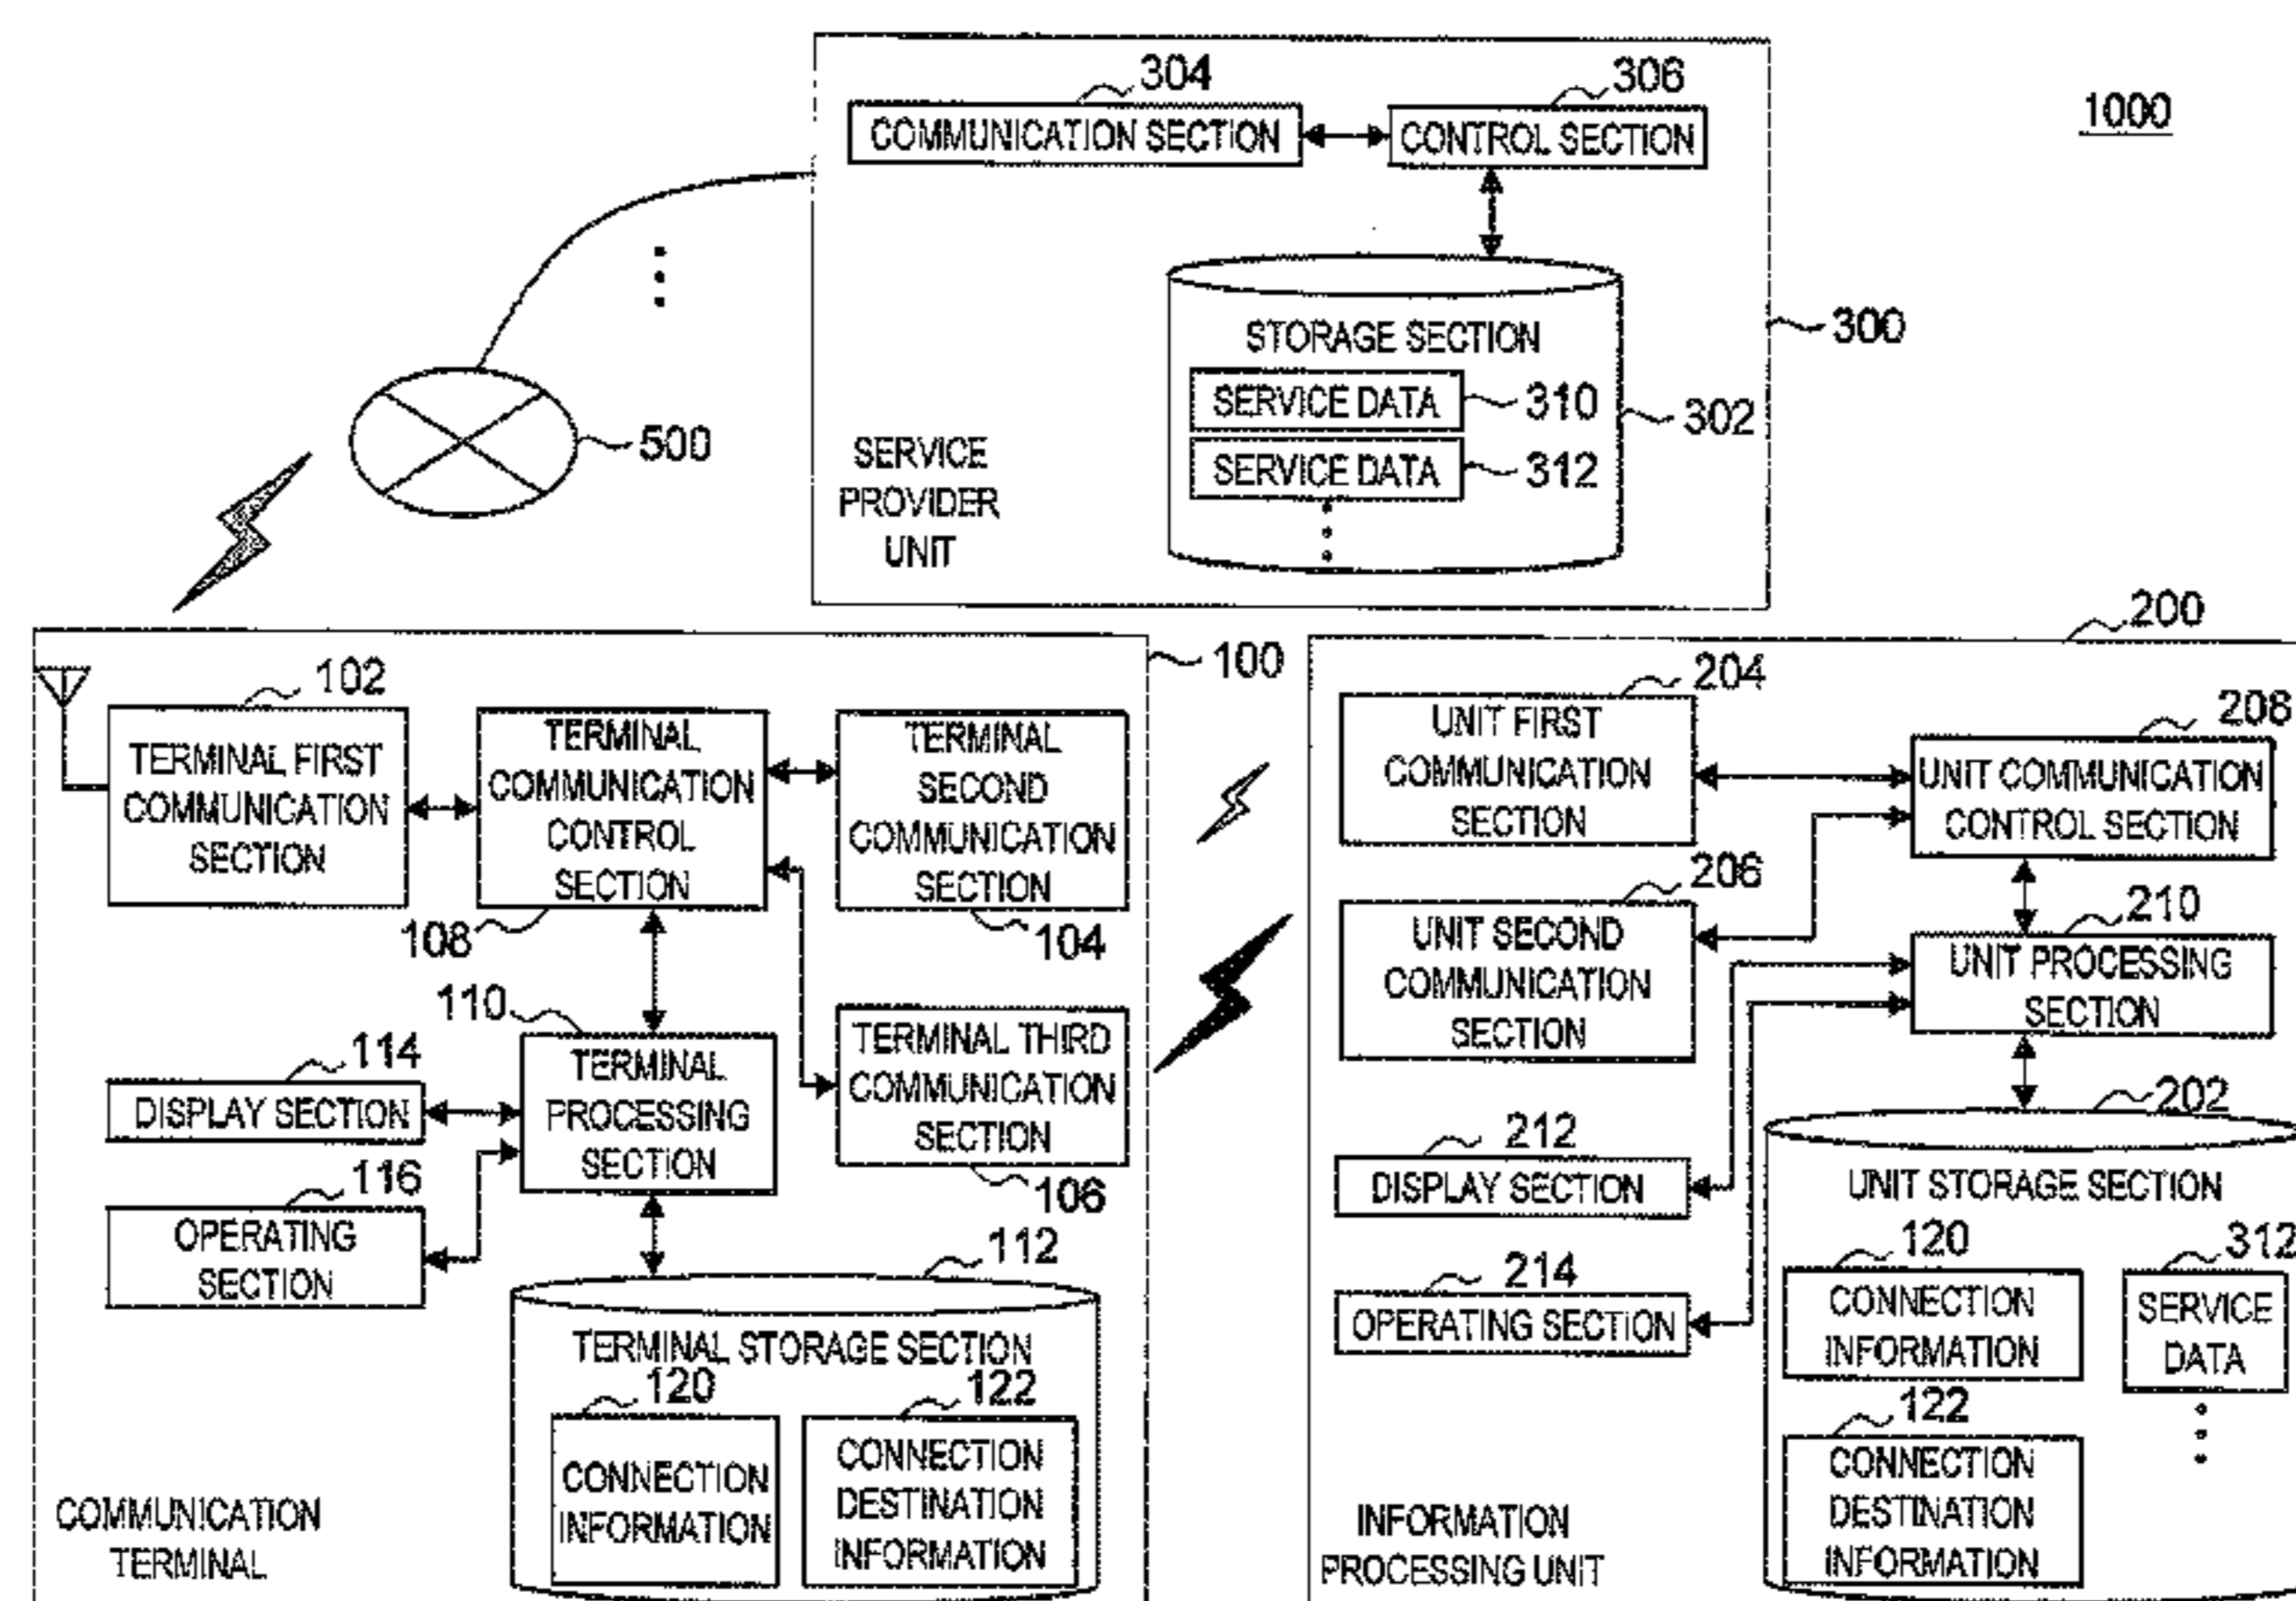 1000
304
COMMUNICATION SECTION
306
CONTROL SECTION
STORAGE SECTION
SERVICE DATA
310
SERVICE DATA
312
302
300
SERVICE
PROVIDER
UNIT
500
100
102
TERMINAL FIRST
COMMUNICATION
SECTION
TERMINAL
COMMUNICATION
CONTROL
SECTION
108
TERMINAL
SECOND
COMMUNICATION
SECTION
104
110
TERMINAL
PROCESSING
SECTION
TERMINAL THIRD
COMMUNICATION
SECTION
106
114
DISPLAY SECTION
116
OPERATING
SECTION
112
TERMINAL STORAGE SECTION
120
CONNECTION
INFORMATION
122
CONNECTION
DESTINATION
INFORMATION
COMMUNICATION
TERMINAL
200
204
UNIT FIRST
COMMUNICATION
SECTION
208
UNIT COMMUNICATION
CONTROL SECTION
206
UNIT SECOND
COMMUNICATION
SECTION
210
UNIT PROCESSING
SECTION
212
DISPLAY SECTION
214
OPERATING SECTION
202
UNIT STORAGE SECTION
120
CONNECTION
INFORMATION
312
SERVICE
DATA
122
CONNECTION
DESTINATION
INFORMATION
INFORMATION
PROCESSING UNIT